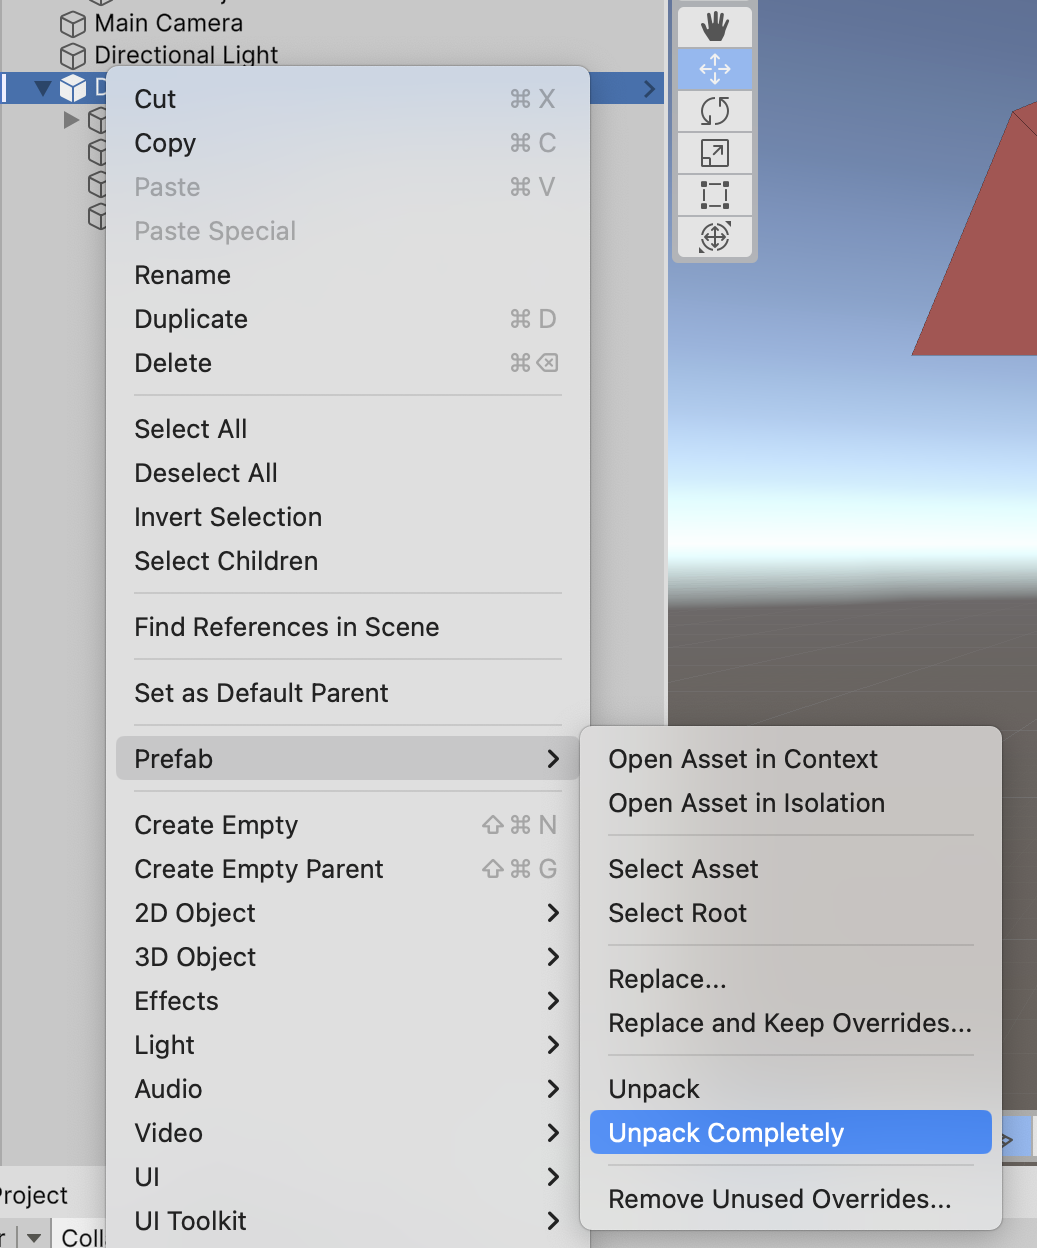 Main Camera
Directional Light
D
Cut ⌘ X
Copy ⌘ C
Paste ⌘ V
Paste Special
Rename
Duplicate ⌘ D
Delete ⌘ ⌫
Select All
Deselect All
Invert Selection
Select Children
Find References in Scene
Set as Default Parent
Prefab
Create Empty ⇧ ⌘ N
Create Empty Parent ⇧ ⌘ G
2D Object
3D Object
Effects
Light
Audio
Video
UI
UI Toolkit
Open Asset in Context
Open Asset in Isolation
Select Asset
Select Root
Replace...
Replace and Keep Overrides...
Unpack
Unpack Completely
Remove Unused Overrides...
Project
Coll